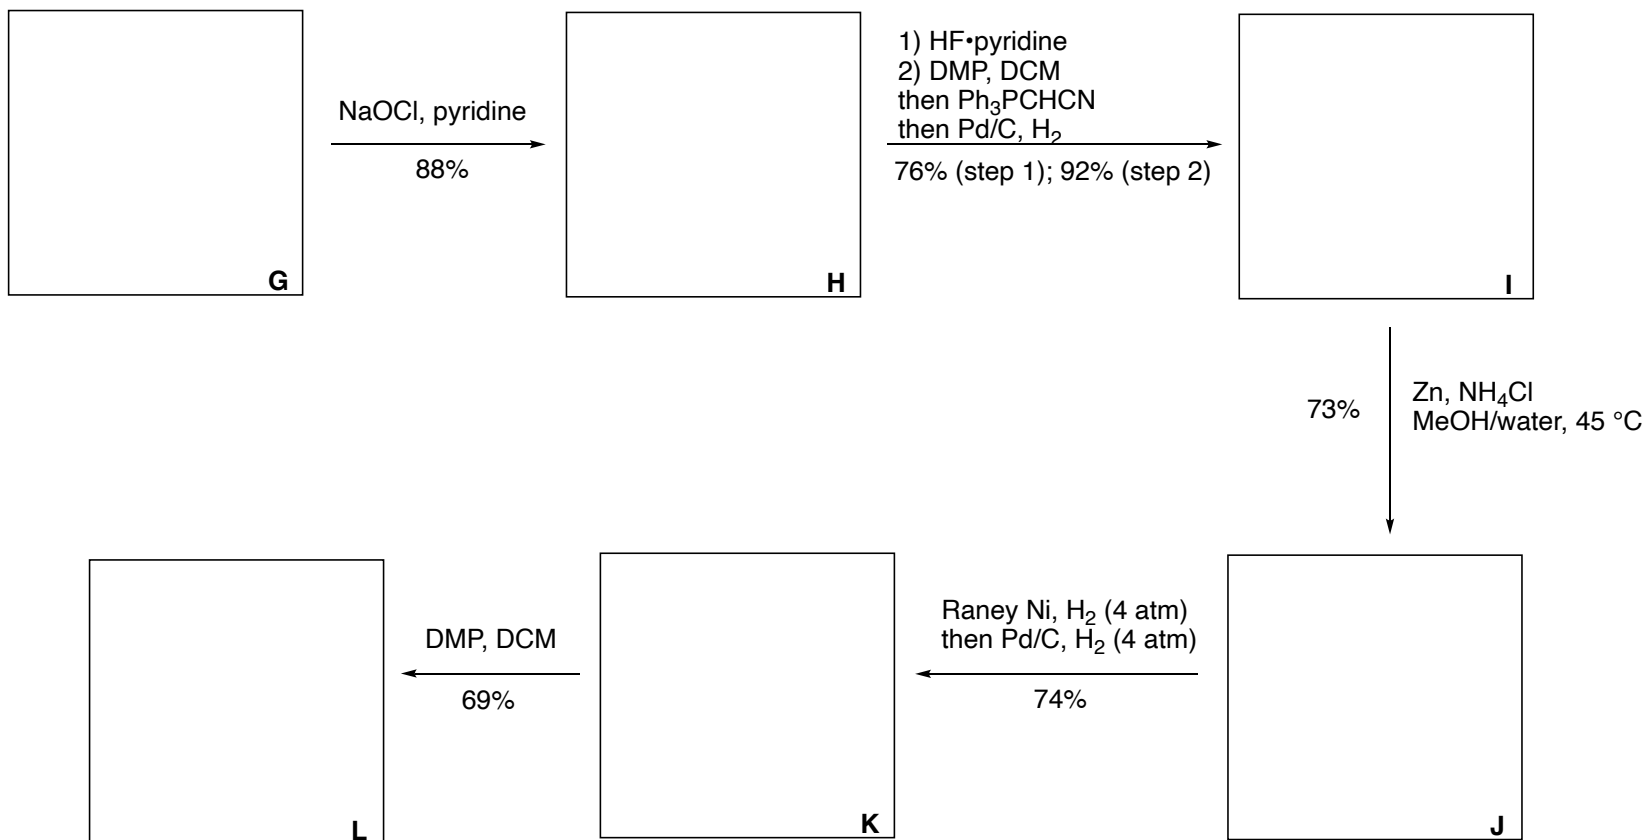 G
NaOCl, pyridine
88%
H
1) HF•pyridine
2) DMP, DCM
then Ph₃PCHCN
then Pd/C, H₂
76% (step 1); 92% (step 2)
I
73%
Zn, NH₄Cl
MeOH/water, 45 °C
J
Raney Ni, H₂ (4 atm)
then Pd/C, H₂ (4 atm)
74%
K
DMP, DCM
69%
L